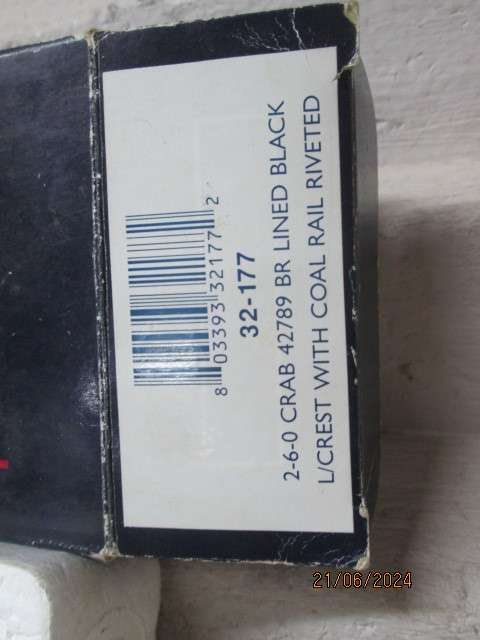 8 03393 32177 2
32-177
2-6-0 CRAB 42789 BR LINED BLACK
L/CREST WITH COAL RAIL RIVETED
21/06/2024